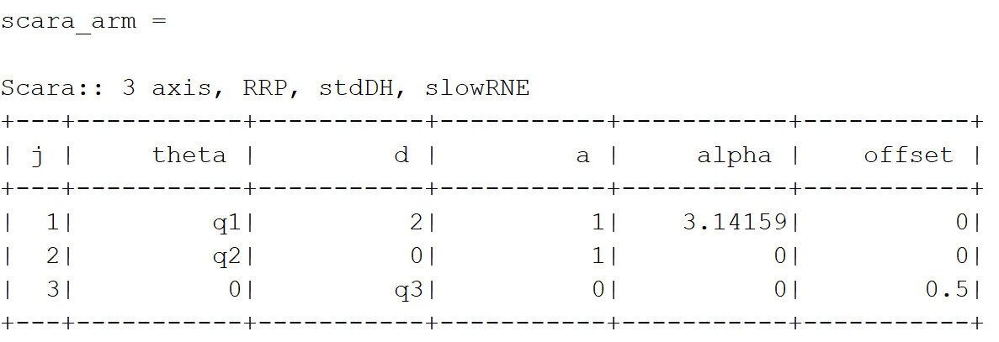 scara_arm =
Scara:: 3 axis, RRP, stdDH, slowRNE
+---+-----------+-----------+-----------+-----------+-----------+
| j |     theta |         d |         a |     alpha |    offset |
+---+-----------+-----------+-----------+-----------+-----------+
|  1|         q1|          2|          1|    3.14159|          0|
|  2|         q2|          0|          1|          0|          0|
|  3|          0|         q3|          0|          0|        0.5|
+---+-----------+-----------+-----------+-----------+-----------+